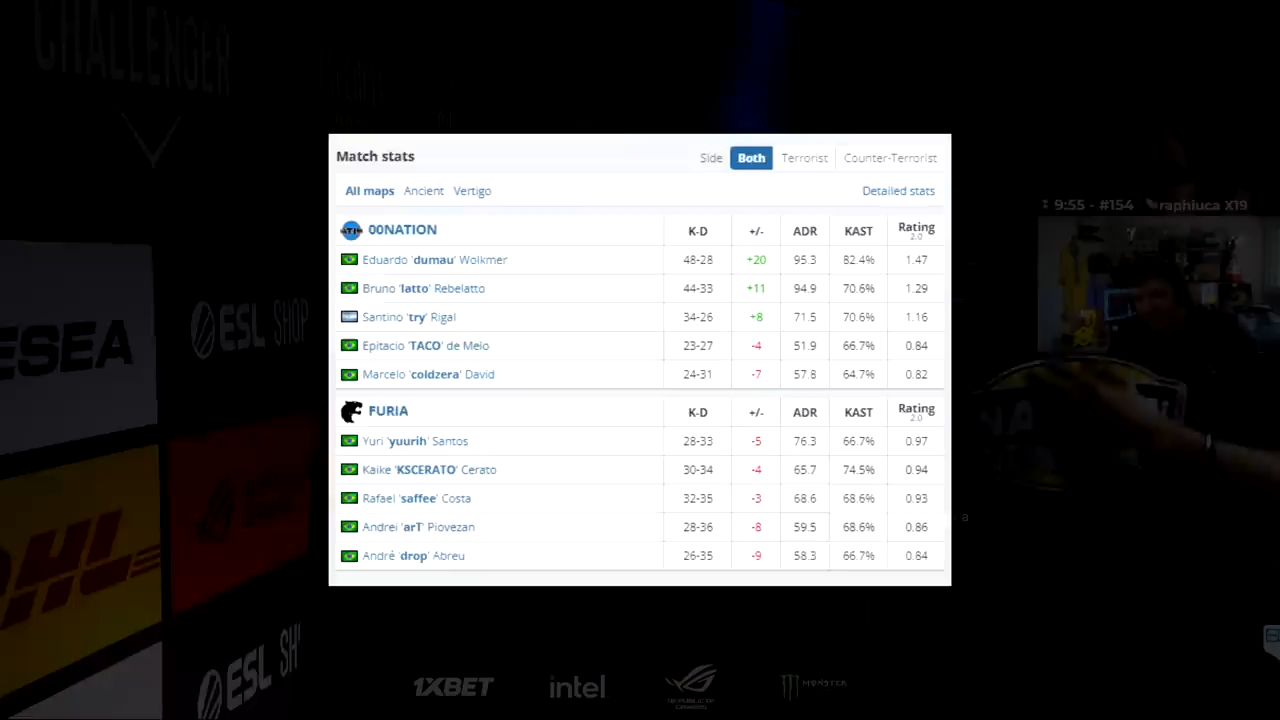 CHALLENGER
9:55 - #154 raphiuca X19
ESEA
ESL SHOP
DHL
ESL SH
Match stats Side Both Terrorist Counter-Terrorist
All maps Ancient Vertigo Detailed stats
00NATION K-D +/- ADR KAST Rating 2.0
Eduardo 'dumau' Wolkmer 48-28 +20 95.3 82.4% 1.47
Bruno 'latto' Rebelatto 44-33 +11 94.9 70.6% 1.29
Santino 'try' Rigal 34-26 +8 71.5 70.6% 1.16
Epitacio 'TACO' de Melo 23-27 -4 51.9 66.7% 0.84
Marcelo 'coldzera' David 24-31 -7 57.8 64.7% 0.82
FURIA K-D +/- ADR KAST Rating 2.0
Yuri 'yuurih' Santos 28-33 -5 76.3 66.7% 0.97
Kaike 'KSCERATO' Cerato 30-34 -4 65.7 74.5% 0.94
Rafael 'saffee' Costa 32-35 -3 68.6 68.6% 0.93
Andrei 'arT' Piovezan 28-36 -8 59.5 68.6% 0.86
André 'drop' Abreu 26-35 -9 58.3 66.7% 0.84
1XBET intel REPUBLIC OF GAMERS MONSTER